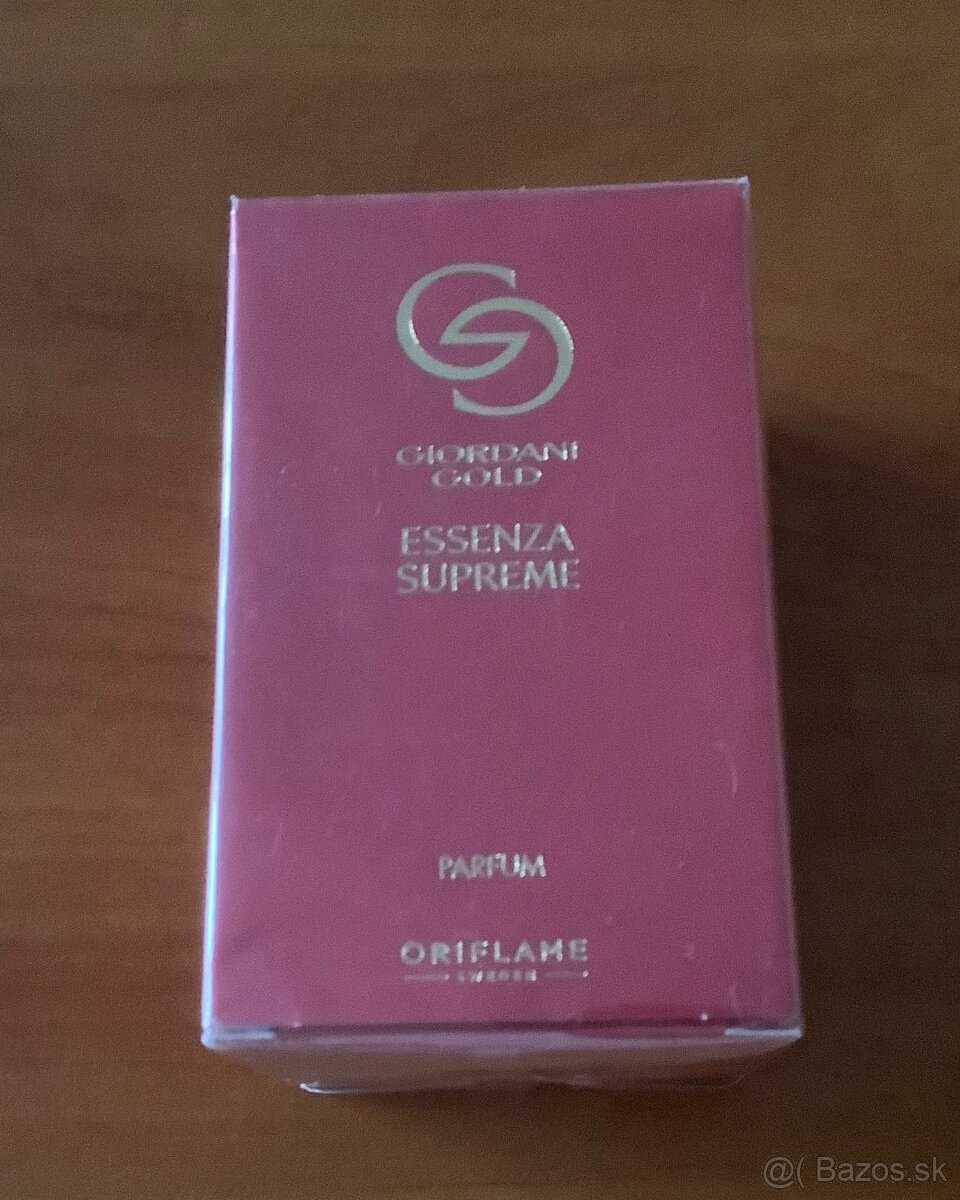 GIORDANI
GOLD
ESSENZA
SUPREME
PARFUM
ORIFLAME
SWEDEN
@( Bazos.sk